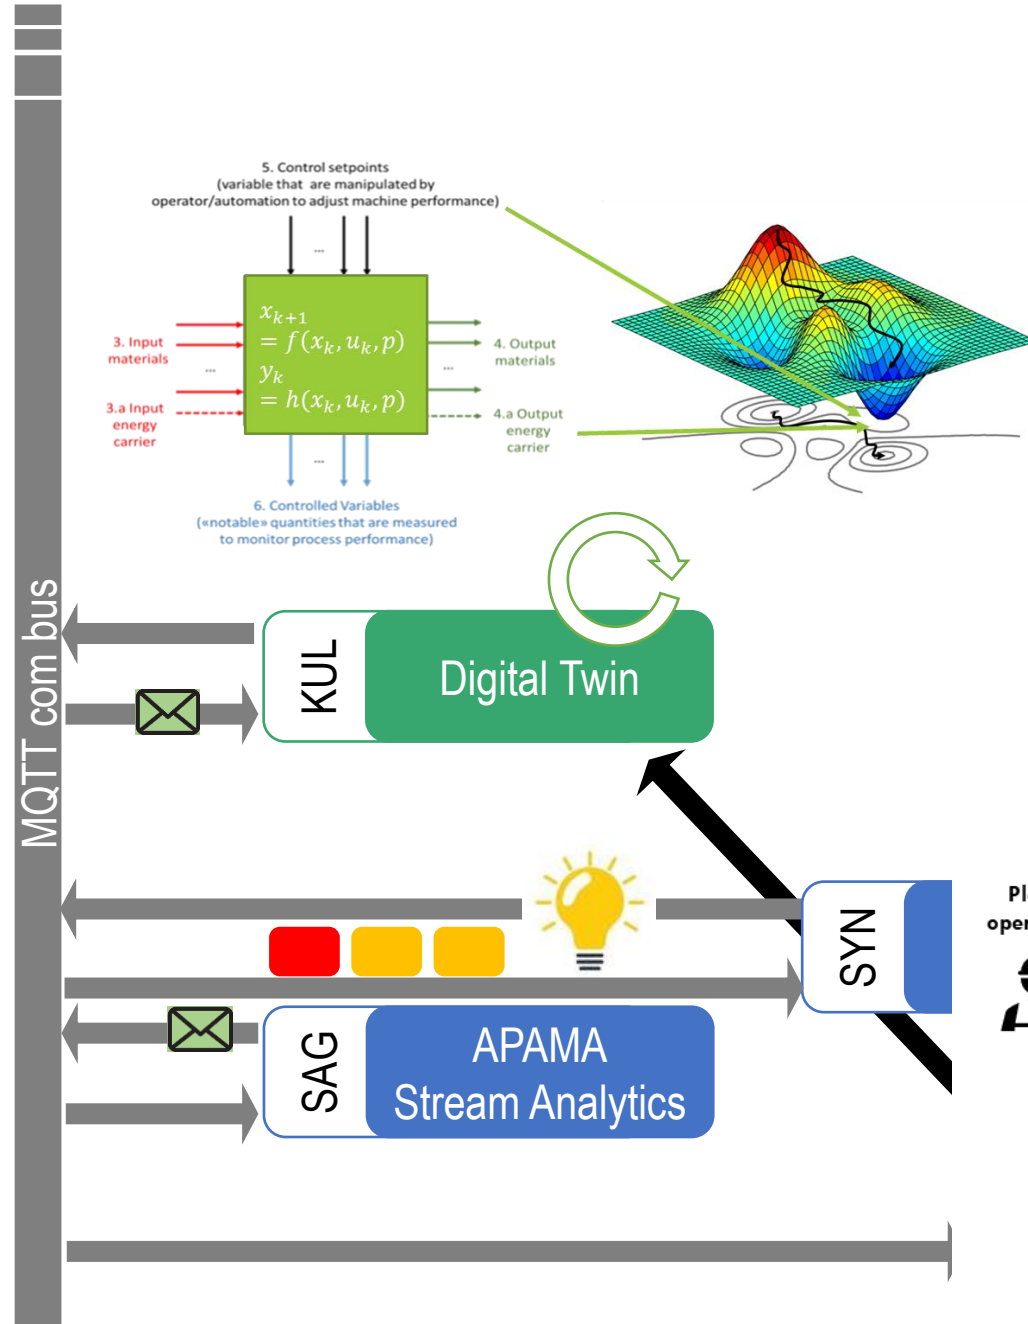 5. Control setpoints
(variable that are manipulated by
operator/automation to adjust machine performance)
...
3. Input
materials
...
3.a Input
energy
carrier
x_{k+1}
= f(x_k, u_k, p)
y_k
= h(x_k, u_k, p)
4. Output
materials
...
4.a Output
energy
carrier
...
6. Controlled Variables
(«notable» quantities that are measured
to monitor process performance)
MQTT com bus
KUL
Digital Twin
SYN
Pl
oper
SAG
APAMA
Stream Analytics